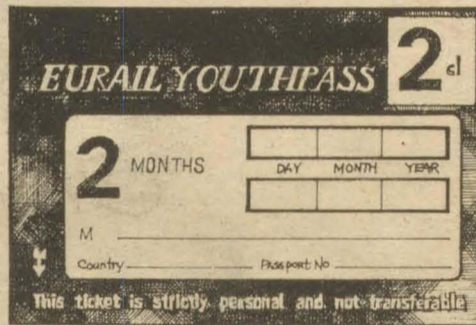 EURAIL YOUTHPASS 2 cl
2 MONTHS
DAY MONTH YEAR
M
Country Passport No
This ticket is strictly personal and not transferable